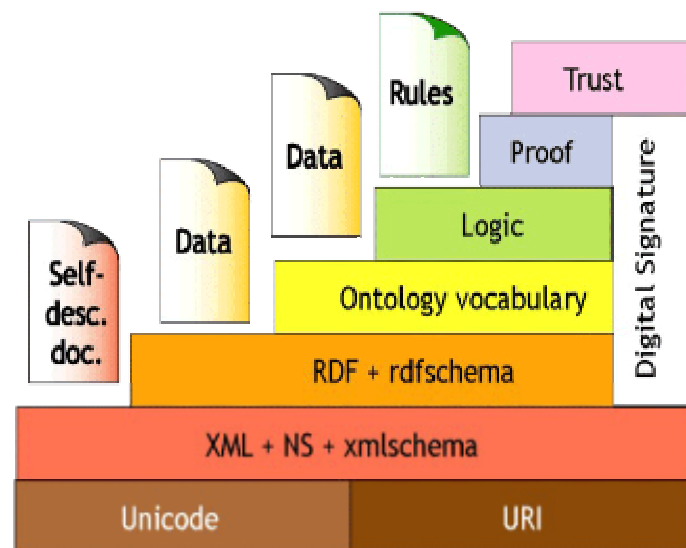 Rules
Trust
Data
Proof
Data
Logic
Self-
desc.
doc.
Ontology vocabulary
Digital Signature
RDF + rdfschema
XML + NS + xmlschema
Unicode
URI